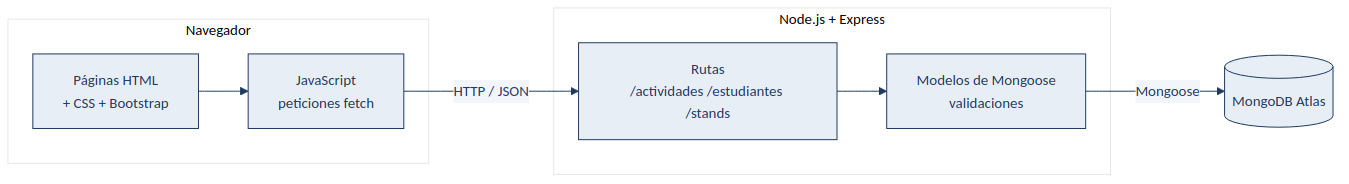 Navegador
Páginas HTML
+ CSS + Bootstrap
JavaScript
peticiones fetch
HTTP / JSON
Node.js + Express
Rutas
/actividades /estudiantes
/stands
Modelos de Mongoose
validaciones
Mongoose
MongoDB Atlas